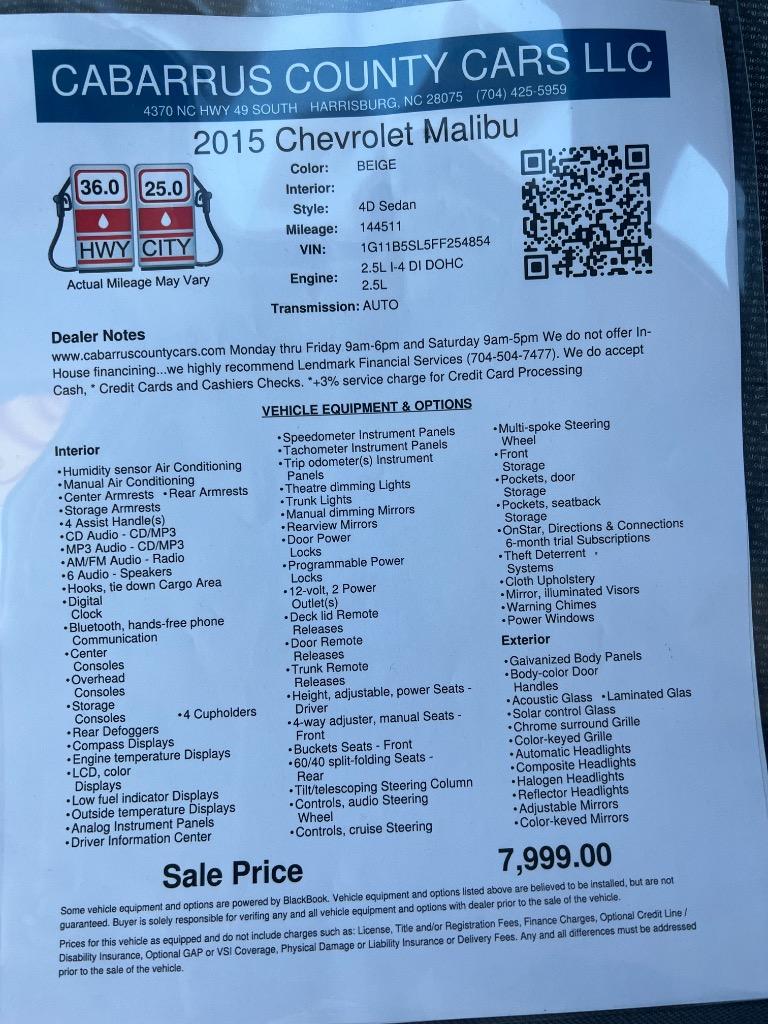 CABARRUS COUNTY CARS LLC
4370 NC HWY 49 SOUTH HARRISBURG, NC 28075 (704) 425-5959
2015 Chevrolet Malibu
36.0 25.0
HWY CITY
Actual Mileage May Vary
Color: BEIGE
Interior:
Style: 4D Sedan
Mileage: 144511
VIN: 1G11B5SL5FF254854
Engine: 2.5L I-4 DI DOHC
2.5L
Transmission: AUTO
Dealer Notes
www.cabarruscountycars.com Monday thru Friday 9am-6pm and Saturday 9am-5pm We do not offer In-
House financining...we highly recommend Lendmark Financial Services (704-504-7477). We do accept
Cash, * Credit Cards and Cashiers Checks. *+3% service charge for Credit Card Processing
VEHICLE EQUIPMENT & OPTIONS
Interior
•Humidity sensor Air Conditioning
•Manual Air Conditioning
•Center Armrests •Rear Armrests
•Storage Armrests
•4 Assist Handle(s)
•CD Audio - CD/MP3
•MP3 Audio - CD/MP3
•AM/FM Audio - Radio
•6 Audio - Speakers
•Hooks, tie down Cargo Area
•Digital
Clock
•Bluetooth, hands-free phone
Communication
•Center
Consoles
•Overhead
Consoles
•Storage
Consoles •4 Cupholders
•Rear Defoggers
•Compass Displays
•Engine temperature Displays
•LCD, color
Displays
•Low fuel indicator Displays
•Outside temperature Displays
•Analog Instrument Panels
•Driver Information Center
•Speedometer Instrument Panels
•Tachometer Instrument Panels
•Trip odometer(s) Instrument
Panels
•Theatre dimming Lights
•Trunk Lights
•Manual dimming Mirrors
•Rearview Mirrors
•Door Power
Locks
•Programmable Power
Locks
•12-volt, 2 Power
Outlet(s)
•Deck lid Remote
Releases
•Door Remote
Releases
•Trunk Remote
Releases
•Height, adjustable, power Seats -
Driver
•4-way adjuster, manual Seats -
Front
•Buckets Seats - Front
•60/40 split-folding Seats -
Rear
•Tilt/telescoping Steering Column
•Controls, audio Steering
Wheel
•Controls, cruise Steering
•Multi-spoke Steering
Wheel
•Front
Storage
•Pockets, door
Storage
•Pockets, seatback
Storage
•OnStar, Directions & Connections
6-month trial Subscriptions
•Theft Deterrent
Systems
•Cloth Upholstery
•Mirror, illuminated Visors
•Warning Chimes
•Power Windows
Exterior
•Galvanized Body Panels
•Body-color Door
Handles
•Acoustic Glass •Laminated Glas
•Solar control Glass
•Chrome surround Grille
•Color-keyed Grille
•Automatic Headlights
•Composite Headlights
•Halogen Headlights
•Reflector Headlights
•Adjustable Mirrors
•Color-keyed Mirrors
Sale Price 7,999.00
Some vehicle equipment and options are powered by BlackBook. Vehicle equipment and options listed above are believed to be installed, but are not
guaranteed. Buyer is solely responsible for verifing any and all vehicle equipment and options with dealer prior to the sale of the vehicle.
Prices for this vehicle as equipped and do not include charges such as: License, Title and/or Registration Fees, Finance Charges, Optional Credit Line /
Disability Insurance, Optional GAP or VSI Coverage, Physical Damage or Liability Insurance or Delivery Fees. Any and all differences must be addressed
prior to the sale of the vehicle.